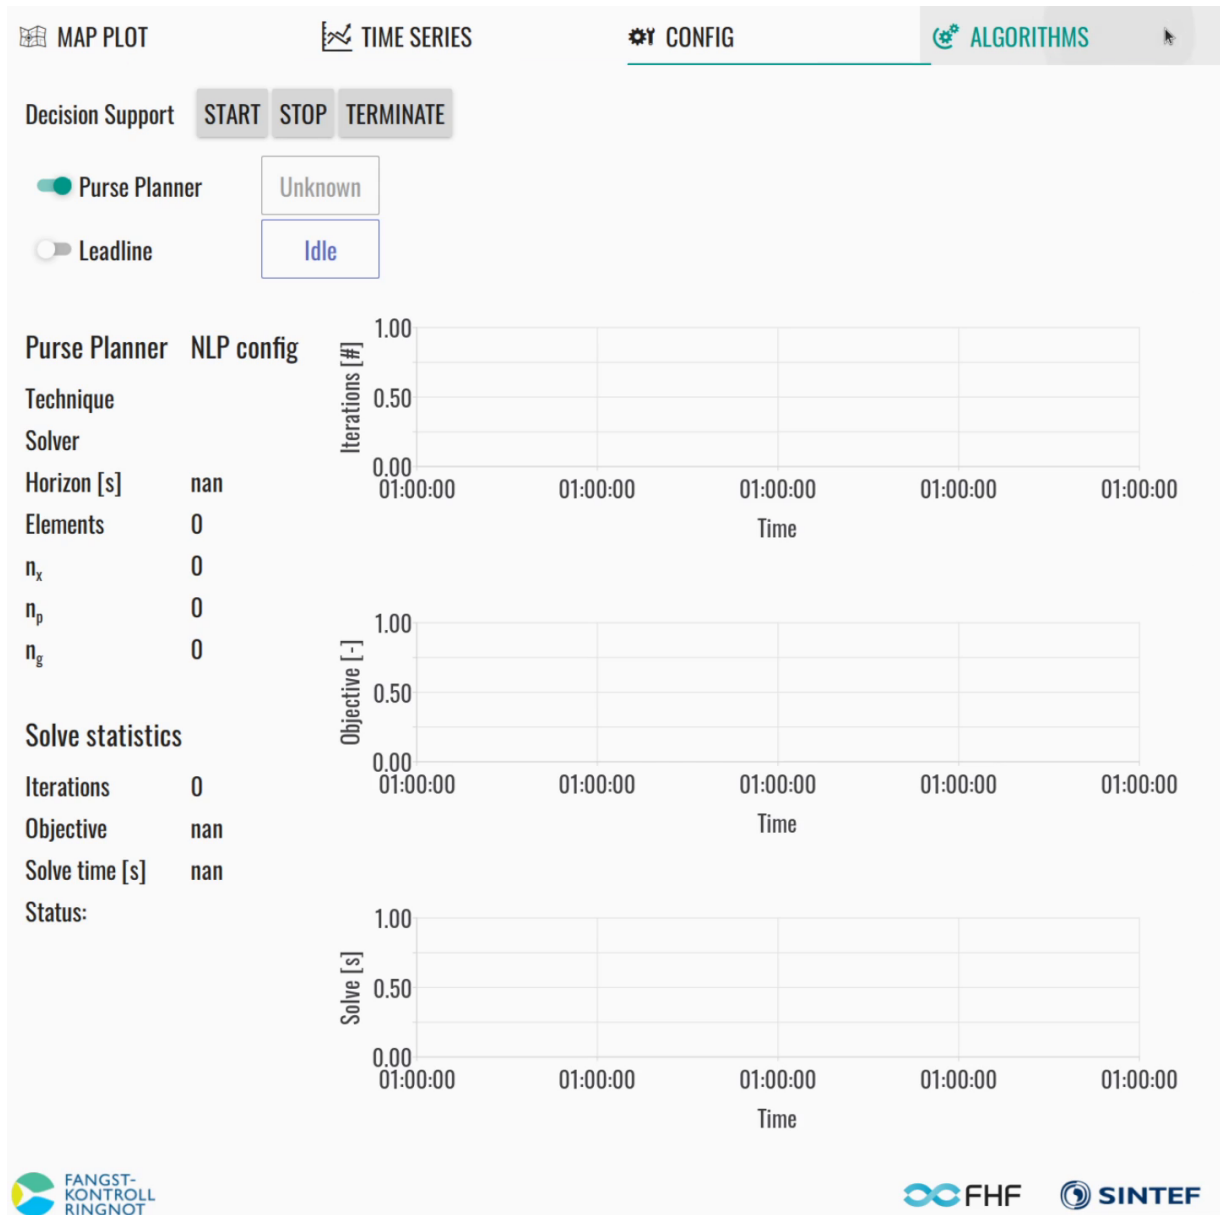 MAP PLOT TIME SERIES CONFIG ALGORITHMS
Decision Support START STOP TERMINATE
Purse Planner Unknown
Leadline Idle
Purse Planner NLP config
Technique
Solver
Horizon [s] nan
Elements 0
nx 0
np 0
ng 0
Solve statistics
Iterations 0
Objective nan
Solve time [s] nan
Status:
Iterations [#]
1.00
0.50
0.00
01:00:00 01:00:00 01:00:00 01:00:00 01:00:00
Time
Objective [-]
1.00
0.50
0.00
01:00:00 01:00:00 01:00:00 01:00:00 01:00:00
Time
Solve [s]
1.00
0.50
0.00
01:00:00 01:00:00 01:00:00 01:00:00 01:00:00
Time
FANGST-
KONTROLL
RINGNOT
FHF SINTEF